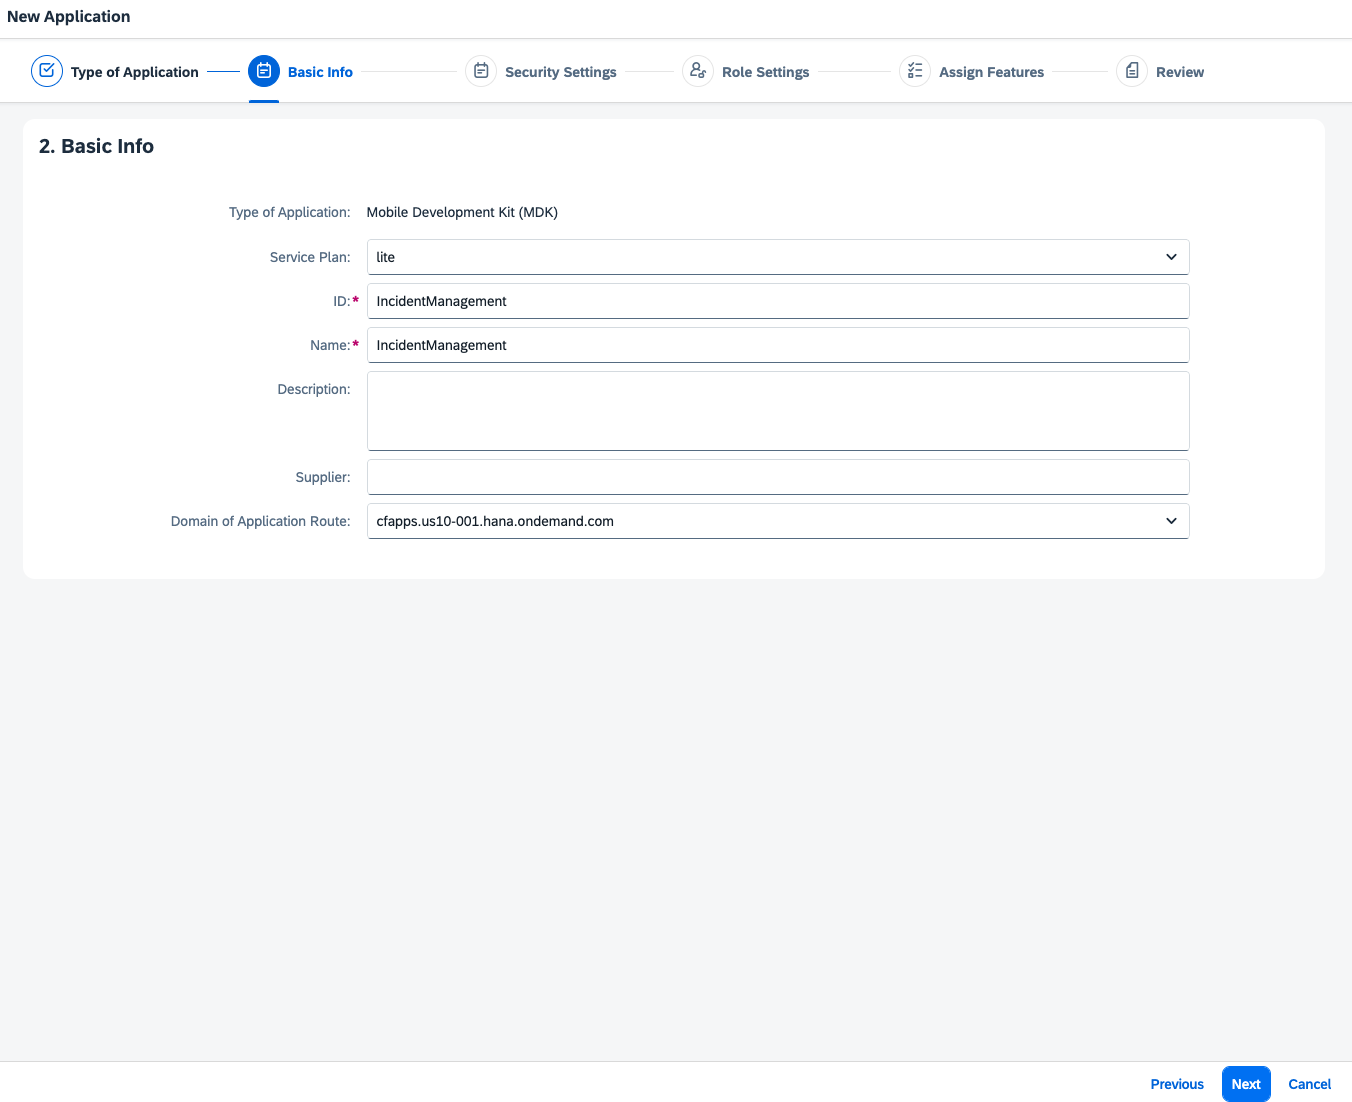 New Application
Type of Application
Basic Info
Security Settings
Role Settings
Assign Features
Review
2. Basic Info
Type of Application: Mobile Development Kit (MDK)
Service Plan: lite
ID:* IncidentManagement
Name:* IncidentManagement
Description:
Supplier:
Domain of Application Route: cfapps.us10-001.hana.ondemand.com
Previous Next Cancel